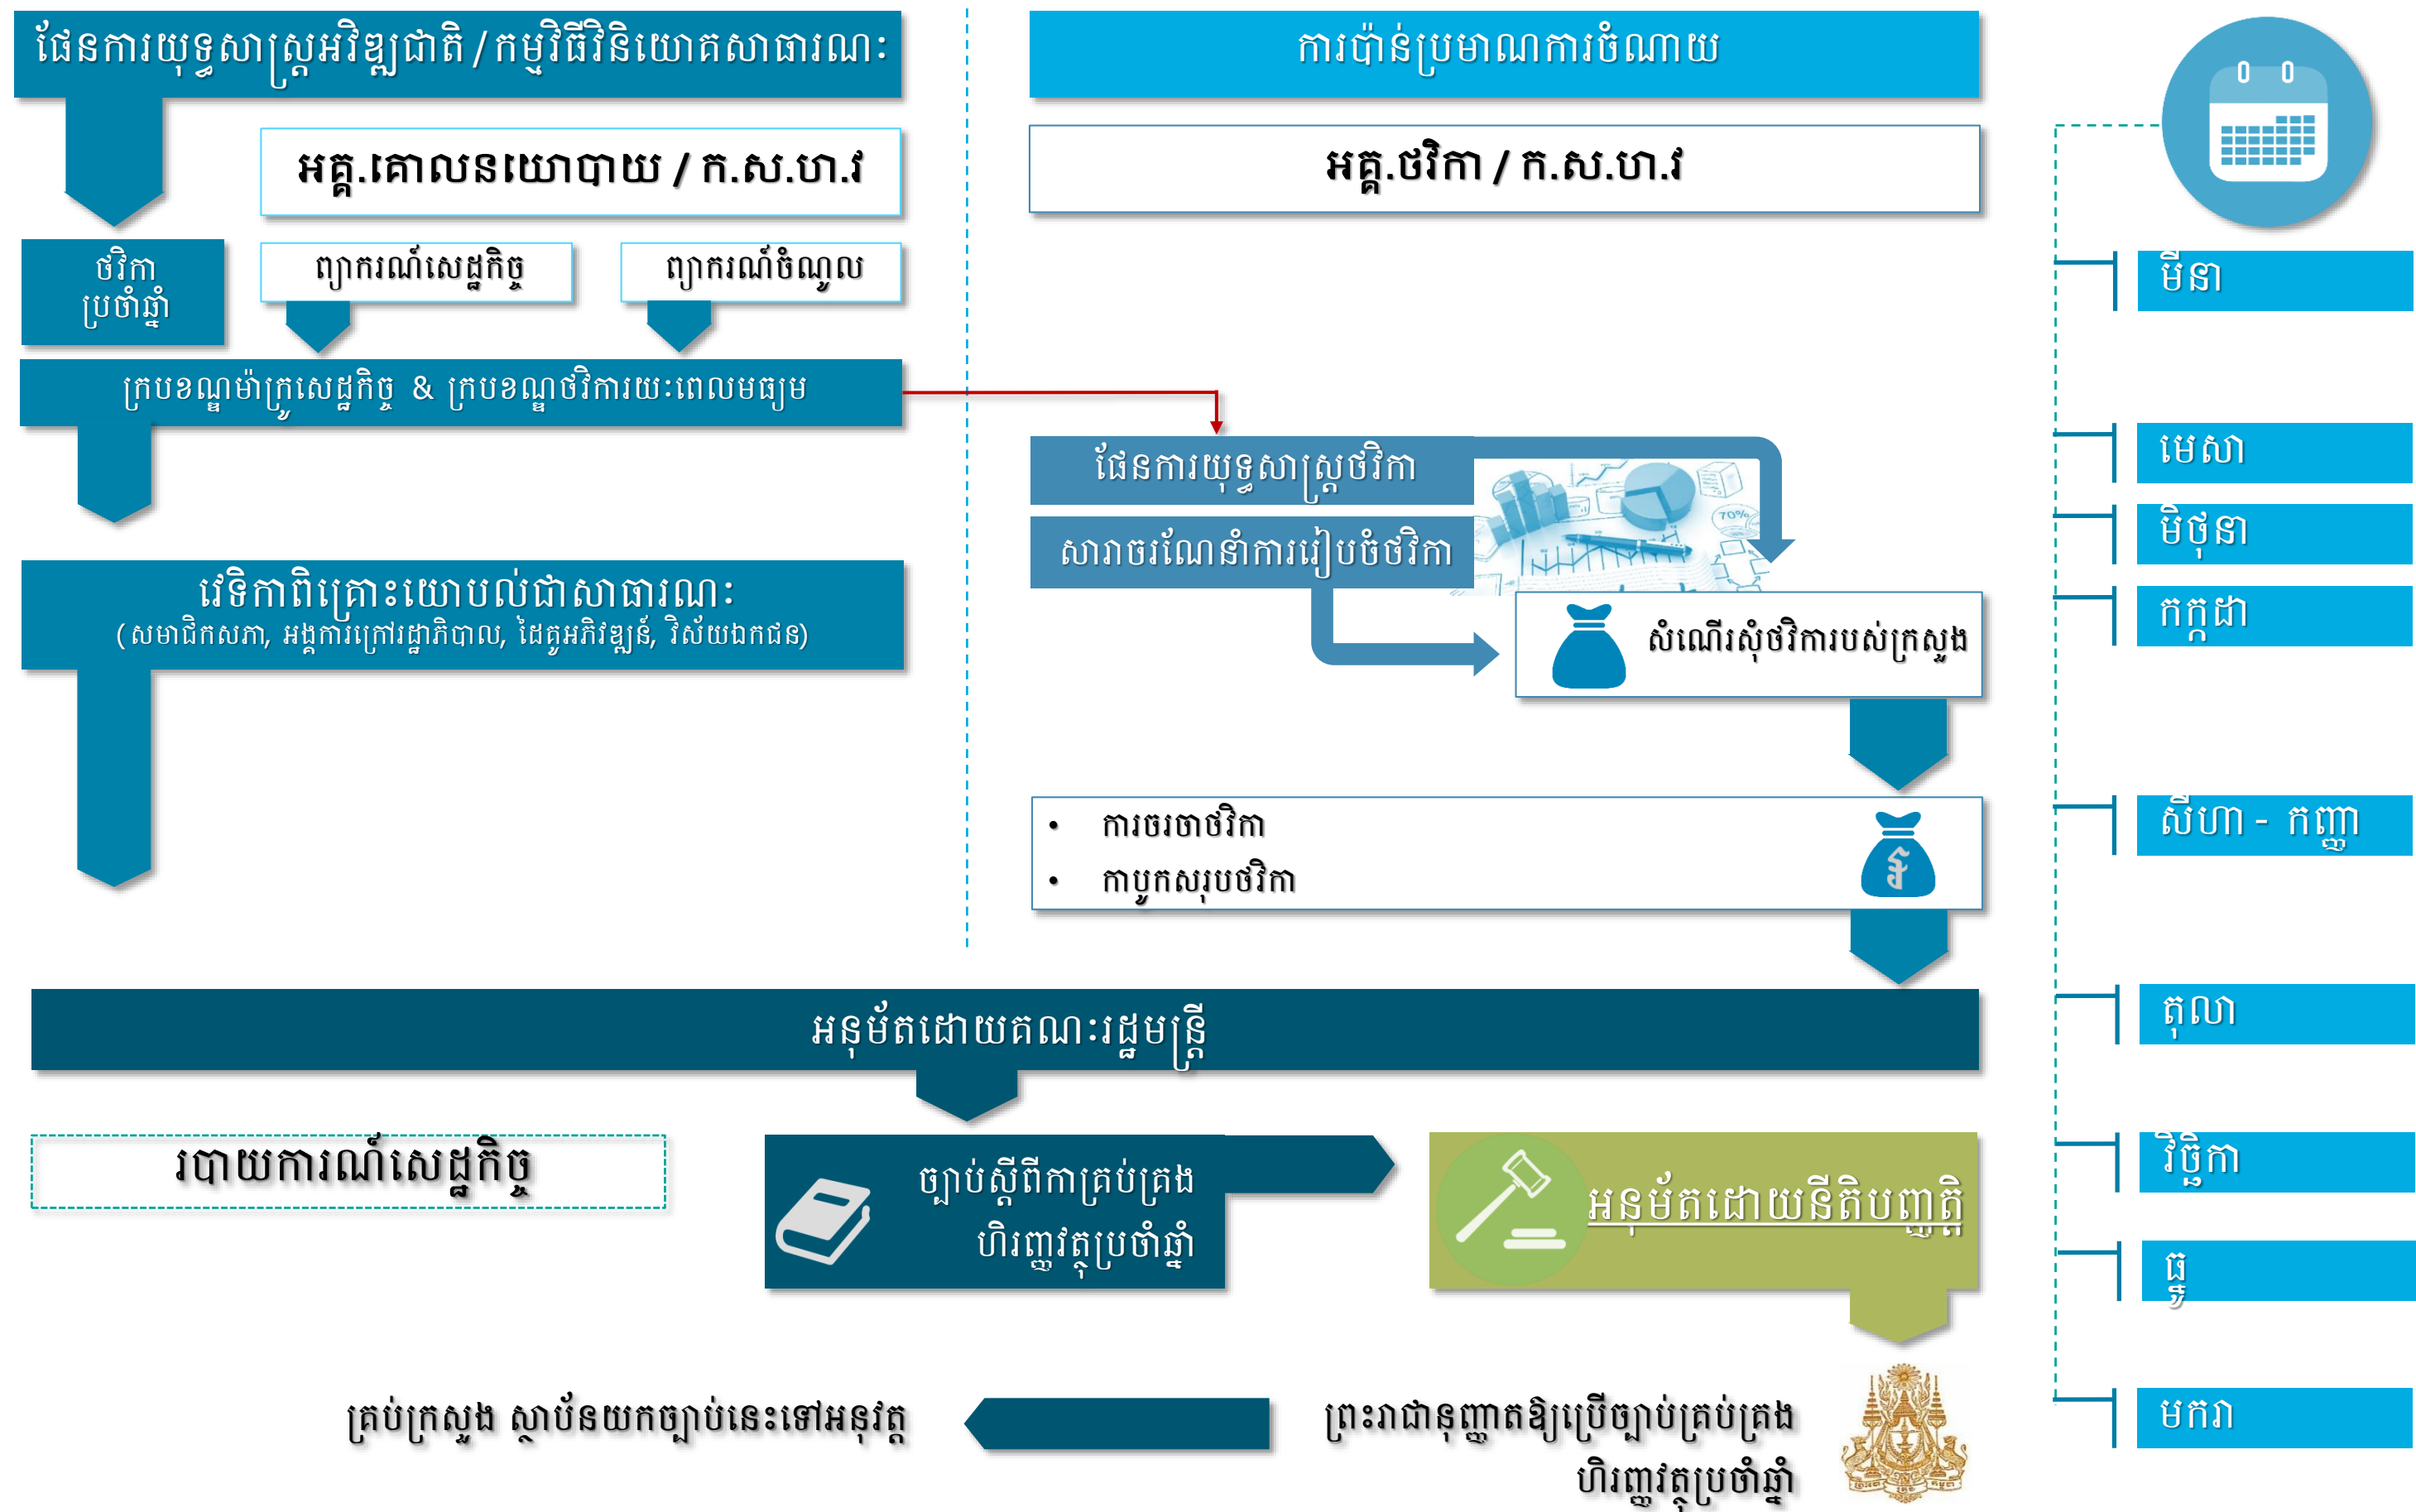 ផែនការយុទ្ធសាស្ត្រអវិឌ្ឍជាតិ / កម្មវិធីវិនិយោគសាធារណៈ
ការប៉ាន់ប្រមាណការចំណាយ
អគ្គ.គោលនយោបាយ / ក.ស.ហ.វ
អគ្គ.ថវិកា / ក.ស.ហ.វ
ថវិកា
ប្រចាំឆ្នាំ
ព្យាករណ៍សេដ្ឋកិច្ច
ព្យាករណ៍ចំណូល
មីនា
ក្របខណ្ឌម៉ាក្រូសេដ្ឋកិច្ច & ក្របខណ្ឌថវិការយៈពេលមធ្យម
ផែនការយុទ្ធសាស្ត្រថវិកា
មេសា
70%
សារាចរណែនាំការរៀបចំថវិកា
មិថុនា
វេទិកាពិគ្រោះយោបល់ជាសាធារណៈ
(សមាជិកសភា, អង្គការក្រៅរដ្ឋាភិបាល, ដៃគូអភិវឌ្ឍន៍, វិស័យឯកជន)
សំណើរសុំថវិការបស់ក្រសួង
កក្កដា
• ការចរចាថវិកា
• កាបូកសរុបថវិកា
៛
សីហា - កញ្ញា
អនុម័តដោយគណៈរដ្ឋមន្ត្រី
តុលា
របាយការណ៍សេដ្ឋកិច្ច
ច្បាប់ស្តីពីកាគ្រប់គ្រង
ហិរញ្ញវត្ថុប្រចាំឆ្នាំ
អនុម័តដោយនីតិបញ្ញត្តិ
វិច្ឆិកា
ធ្នូ
គ្រប់ក្រសួង ស្ថាប័នយកច្បាប់នេះទៅអនុវត្ត
ព្រះរាជានុញ្ញាតឱ្យប្រើច្បាប់គ្រប់គ្រង
ហិរញ្ញវត្ថុប្រចាំឆ្នាំ
មករា